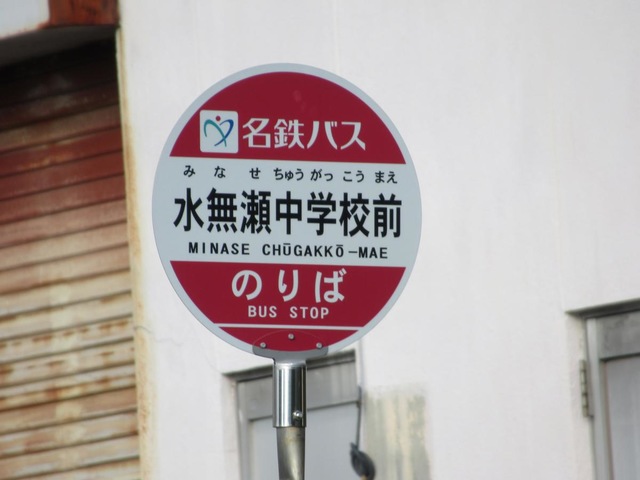 名鉄バス
みなせちゅうがっこうまえ
水無瀬中学校前
MINASE CHŪGAKKŌ-MAE
のりば
BUS STOP